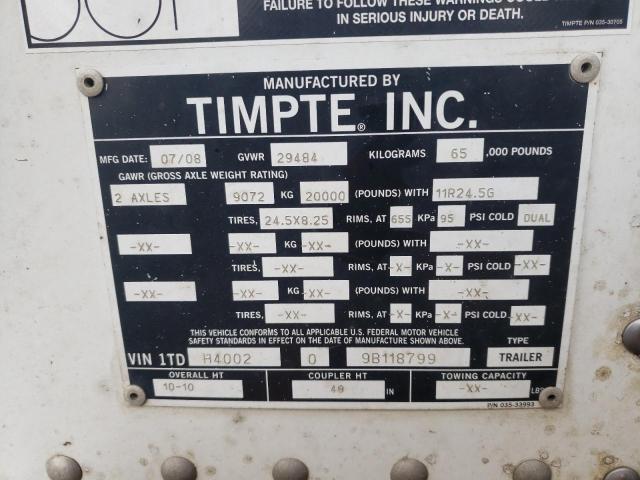 FAILURE TO FOLLOW THESE WARNINGS COULD
IN SERIOUS INJURY OR DEATH.
TIMPTE P/N 035-30705
MANUFACTURED BY
TIMPTE® INC.
MFG DATE: 07/08 GVWR 29484 KILOGRAMS 65 ,000 POUNDS
GAWR (GROSS AXLE WEIGHT RATING)
2 AXLES 9072 KG 20000 (POUNDS) WITH 11R24.5G
TIRES, 24.5X8.25 RIMS, AT 655 KPa 95 PSI COLD DUAL
-XX- -XX- KG -XX- (POUNDS) WITH -XX-
TIRES, -XX- RIMS, AT -X- KPa -X- PSI COLD -XX-
-XX- -XX- KG -XX- (POUNDS) WITH -XX-
TIRES, -XX- RIMS, AT -X- KPa -X- PSI COLD -XX-
THIS VEHICLE CONFORMS TO ALL APPLICABLE U.S. FEDERAL MOTOR VEHICLE
SAFETY STANDARDS IN EFFECT ON THE DATE OF MANUFACTURE SHOWN ABOVE. TYPE
VIN 1TD H4002 0 9B118799 TRAILER
OVERALL HT COUPLER HT TOWING CAPACITY
10-10 48 IN -XX- LBS
P/N 035-33993